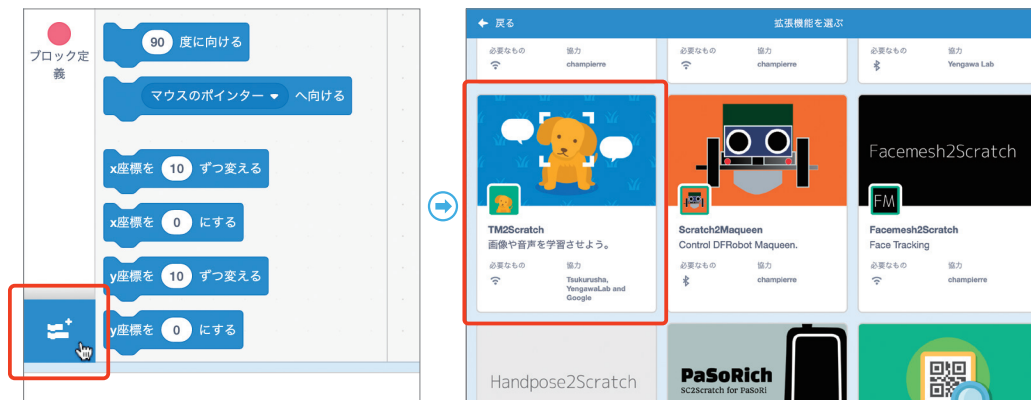 ブロック定
義
90 度に向ける
マウスのポインター へ向ける
x座標を 10 ずつ変える
x座標を 0 にする
y座標を 10 ずつ変える
y座標を 0 にする
戻る
拡張機能を選ぶ
必要なもの 協力
champierre
必要なもの 協力
champierre
必要なもの 協力
Yengawa Lab
TM2Scratch
画像や音声を学習させよう。
必要なもの 協力
Tsukurusha,
YengawaLab and
Google
Scratch2Maqueen
Control DFRobot Maqueen.
必要なもの 協力
champierre
Facemesh2Scratch
FM
Facemesh2Scratch
Face Tracking
必要なもの 協力
champierre
Handpose2Scratch
PaSoRich
SC2Scratch for PaSoRi